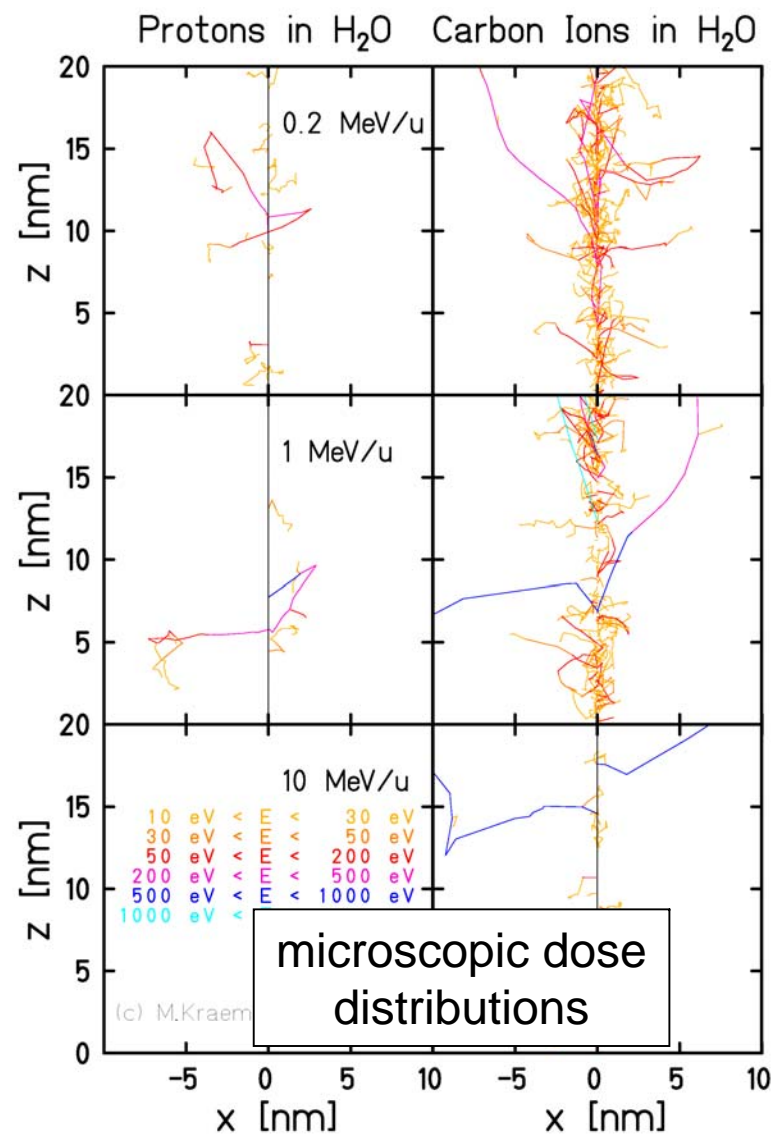 Protons in H₂O Carbon Ions in H₂O
20
0.2 MeV/u
15
z [nm]
10
5
20
1 MeV/u
15
z [nm]
10
5
20
10 MeV/u
15
10 eV < E < 30 eV
30 eV < E < 50 eV
50 eV < E < 200 eV
200 eV < E < 500 eV
500 eV < E < 1000 eV
1000 eV <
z [nm]
10
5
microscopic dose
distributions
(c) M.Kraem
0
-5 0 5 10 -5 0 5 10
x [nm] x [nm]